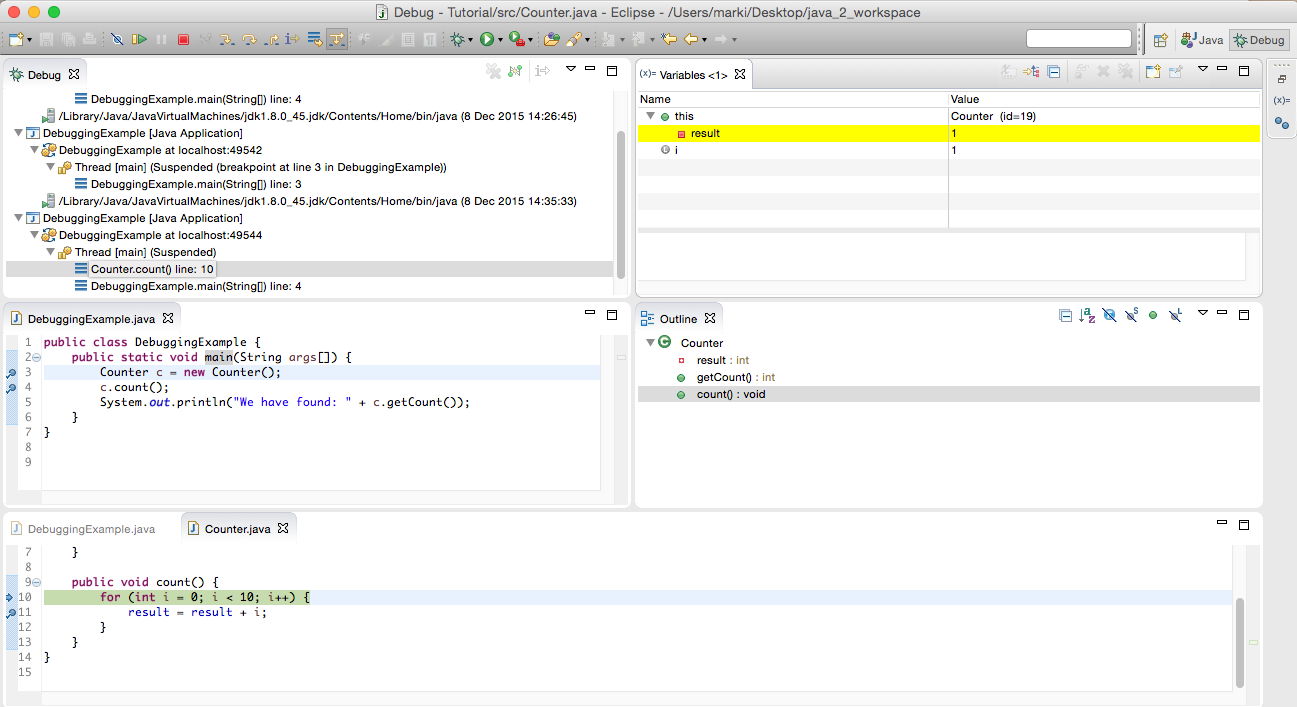 Debug - Tutorial/src/Counter.java - Eclipse - /Users/marki/Desktop/java_2_workspace
Java Debug
Debug
DebuggingExample.main(String[]) line: 4
/Library/Java/JavaVirtualMachines/jdk1.8.0_45.jdk/Contents/Home/bin/java (8 Dec 2015 14:26:45)
DebuggingExample [Java Application]
DebuggingExample at localhost:49542
Thread [main] (Suspended (breakpoint at line 3 in DebuggingExample))
DebuggingExample.main(String[]) line: 3
/Library/Java/JavaVirtualMachines/jdk1.8.0_45.jdk/Contents/Home/bin/java (8 Dec 2015 14:35:33)
DebuggingExample [Java Application]
DebuggingExample at localhost:49544
Thread [main] (Suspended)
Counter.count() line: 10
DebuggingExample.main(String[]) line: 4
(x)= Variables <1>
Name Value
this Counter (id=19)
result 1
i 1
(x)=
DebuggingExample.java
1 public class DebuggingExample {
2 public static void main(String args[]) {
3 Counter c = new Counter();
4 c.count();
5 System.out.println("We have found: " + c.getCount());
6 }
7 }
8
9
Outline
Counter
result : int
getCount() : int
count() : void
DebuggingExample.java Counter.java
7 }
8
9 public void count() {
10 for (int i = 0; i < 10; i++) {
11 result = result + i;
12 }
13 }
14 }
15